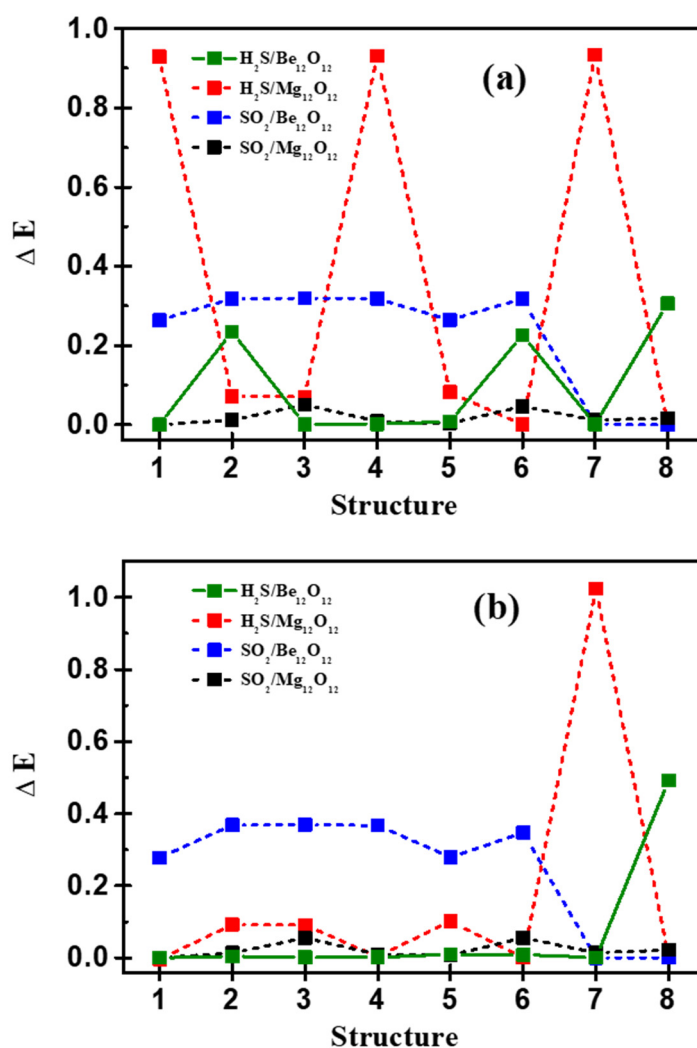 1.0
0.8
0.6
0.4
0.2
0.0
Δ E
H₂S/Be₁₂O₁₂
H₂S/Mg₁₂O₁₂
SO₂/Be₁₂O₁₂
SO₂/Mg₁₂O₁₂
(a)
1 2 3 4 5 6 7 8
Structure
1.0
0.8
0.6
0.4
0.2
0.0
Δ E
H₂S/Be₁₂O₁₂
H₂S/Mg₁₂O₁₂
SO₂/Be₁₂O₁₂
SO₂/Mg₁₂O₁₂
(b)
1 2 3 4 5 6 7 8
Structure